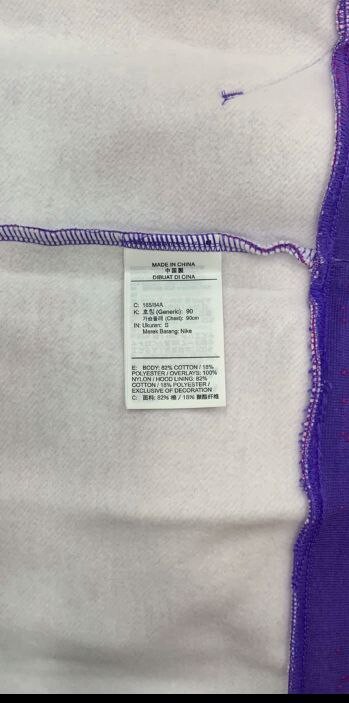 MADE IN CHINA
中国製
DIBUAT DI CINA
C: 165/84A
K: 호칭 (Generic): 90
가슴둘레 (Chest): 90cm
IN: Ukuran: S
Merek Barang: Nike
E: BODY: 82% COTTON / 18%
POLYESTER / OVERLAYS: 100%
NYLON / HOOD LINING: 82%
COTTON / 18% POLYESTER /
EXCLUSIVE OF DECORATION
C: 面料: 82% 棉 / 18% 聚酯纤维